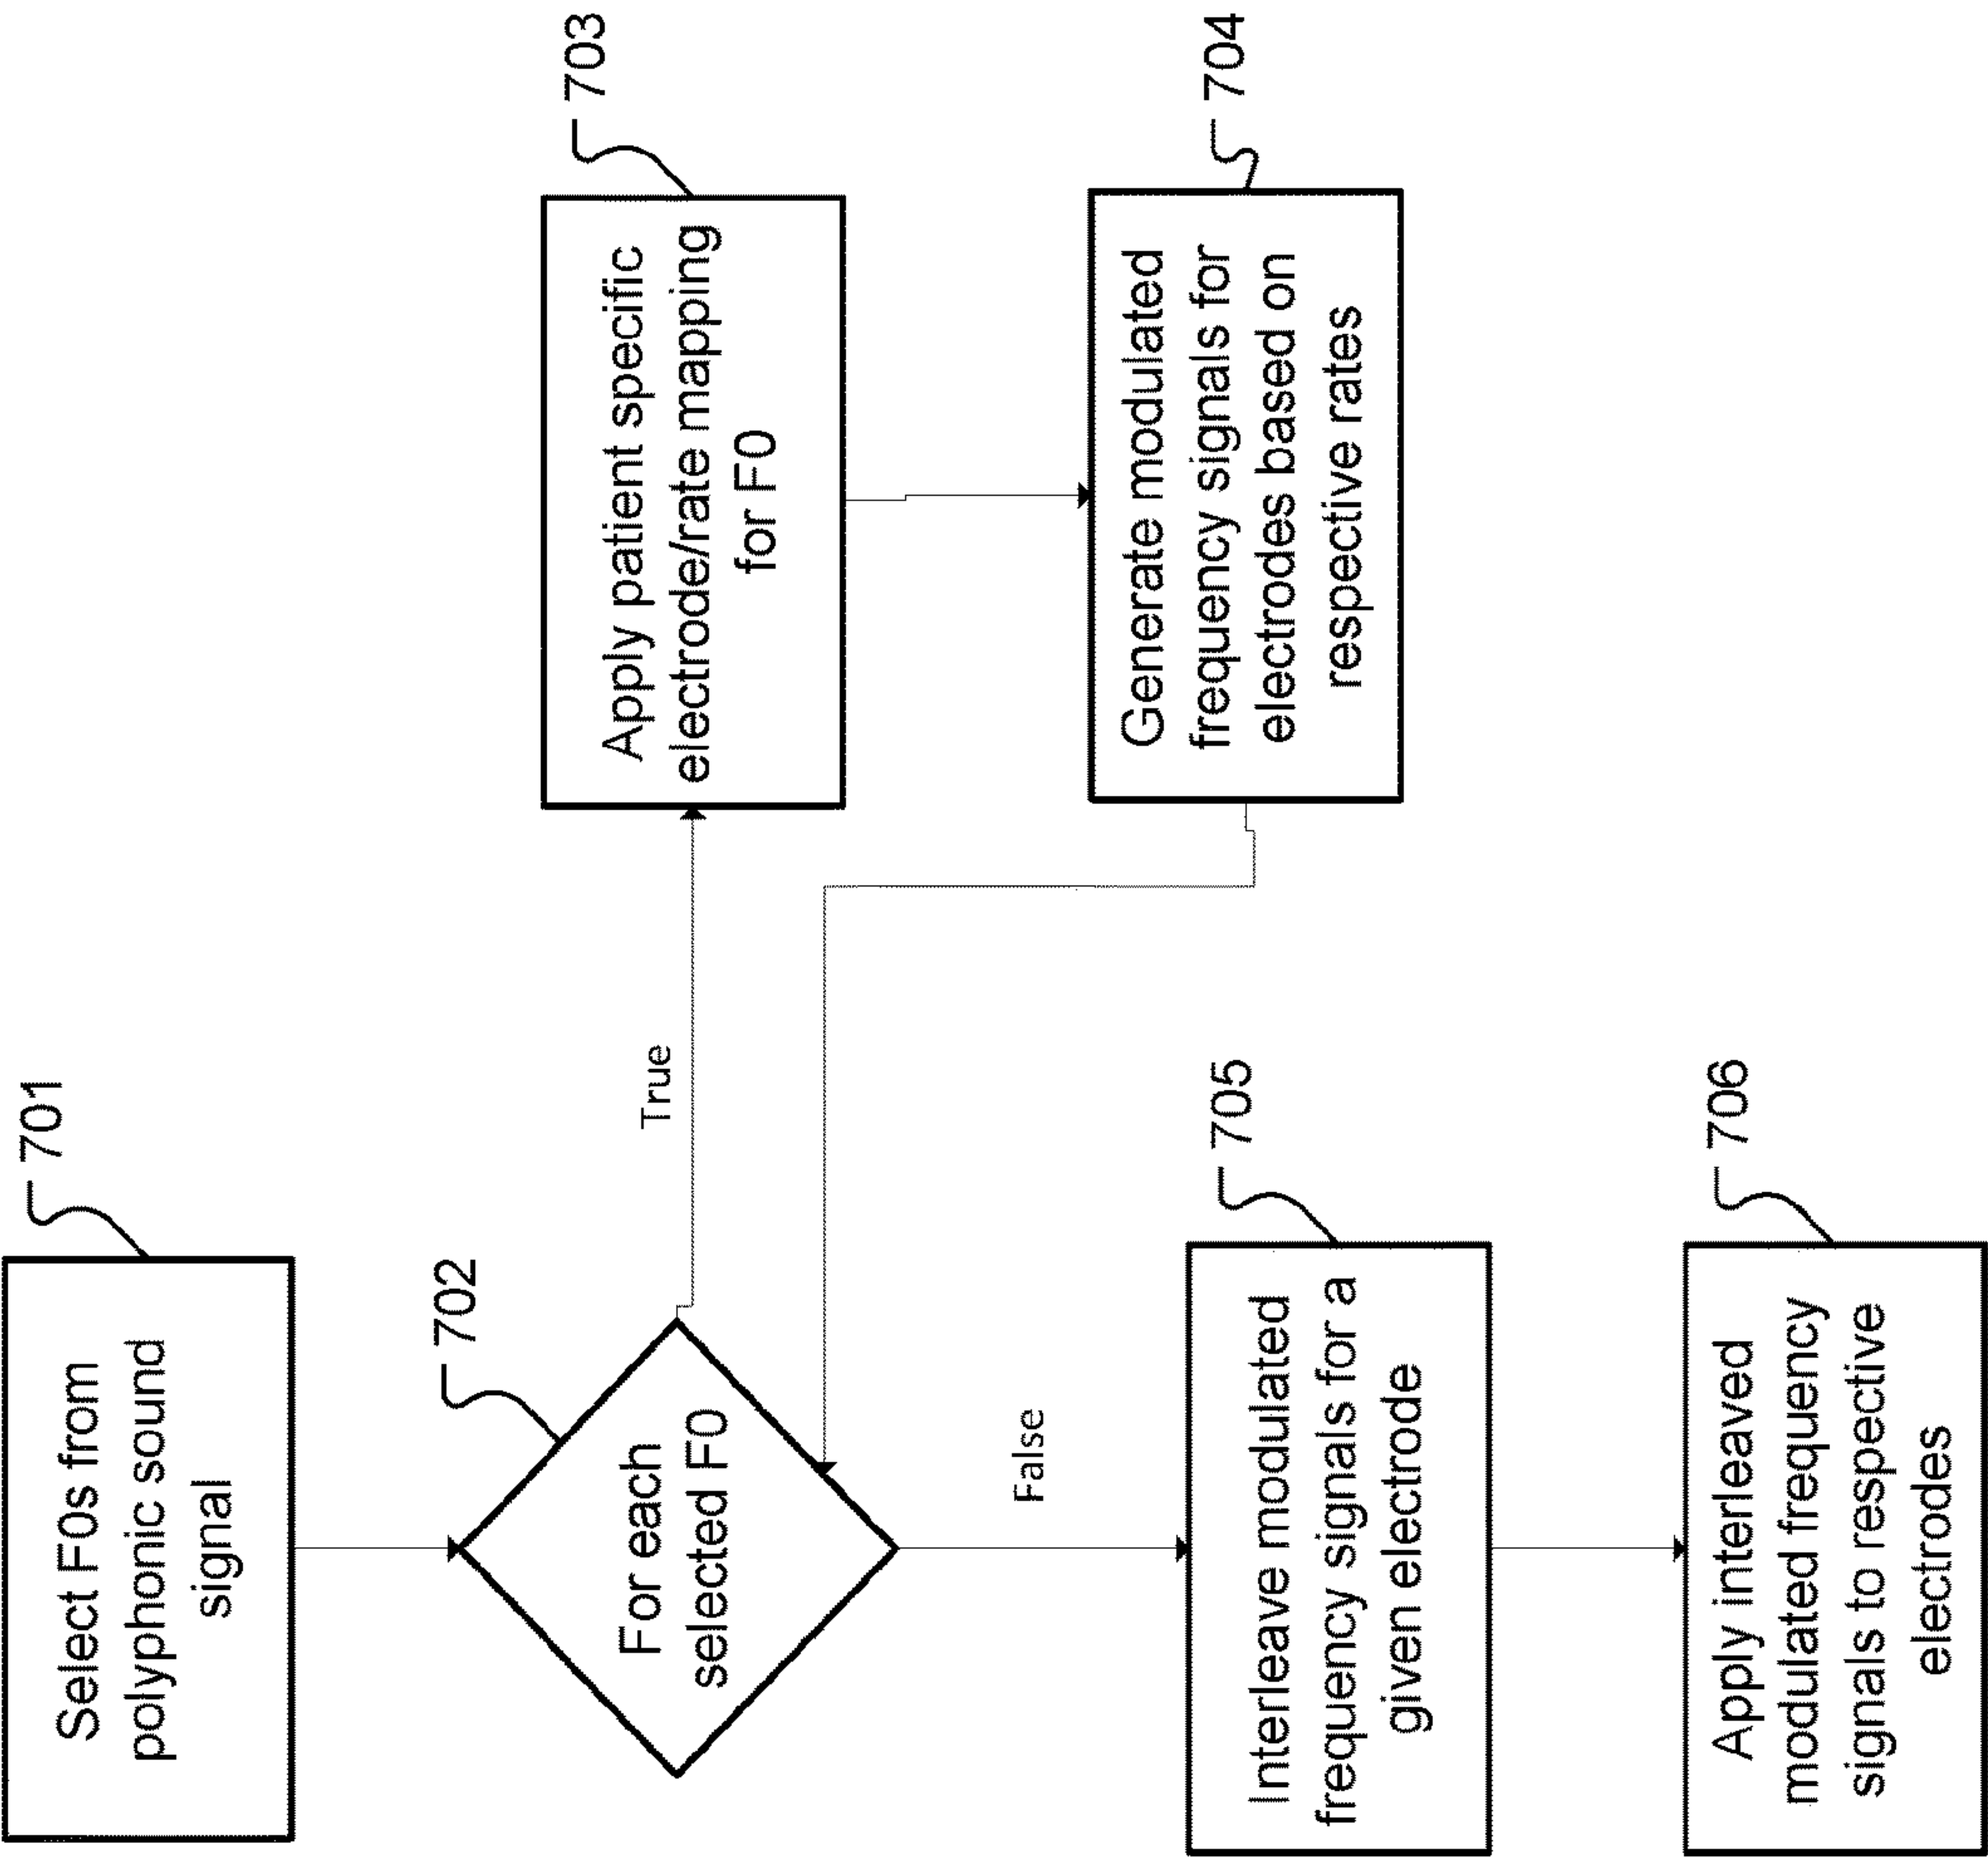 701
Select F0s from
polyphonic sound
signal
702
For each
selected F0
True
703
Apply patient specific
electrode/rate mapping
for F0
704
Generate modulated
frequency signals for
electrodes based on
respective rates
False
705
Interleave modulated
frequency signals for a
given electrode
706
Apply interleaved
modulated frequency
signals to respective
electrodes